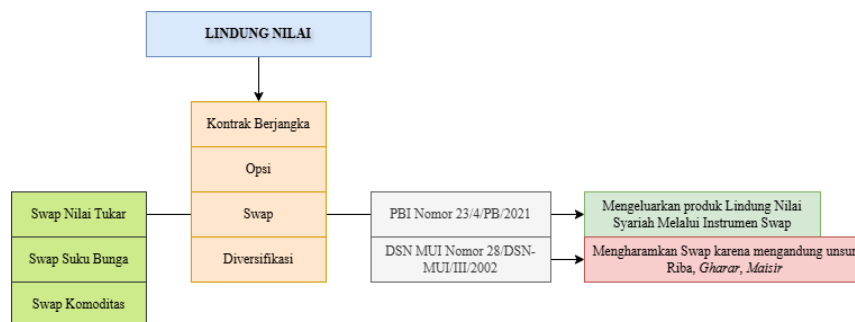 LINDUNG NILAI
Kontrak Berjangka
Opsi
Swap
Diversifikasi
Swap Nilai Tukar
Swap Suku Bunga
Swap Komoditas
PBI Nomor 23/4/PB/2021
DSN MUI Nomor 28/DSN-
MUI/III/2002
Mengeluarkan produk Lindung Nilai
Syariah Melalui Instrumen Swap
Mengharamkan Swap karena mengandung unsur
Riba, Gharar, Maisir